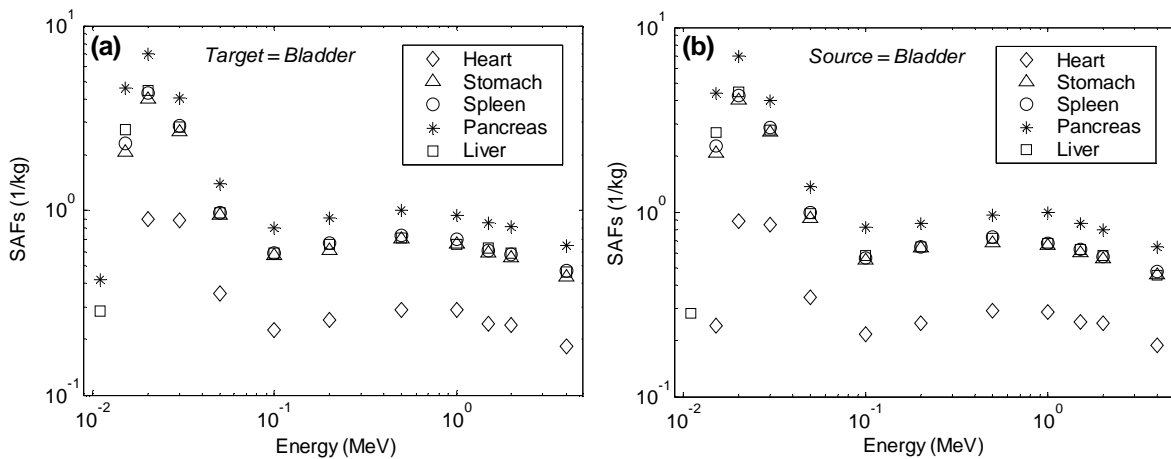 (a)
Target = Bladder
Heart
Stomach
Spleen
Pancreas
Liver
SAFs (1/kg)
10^1
10^0
10^-1
10^-2
10^-1
10^0
Energy (MeV)
(b)
Source = Bladder
Heart
Stomach
Spleen
Pancreas
Liver
SAFs (1/kg)
10^1
10^0
10^-1
10^-2
10^-1
10^0
Energy (MeV)